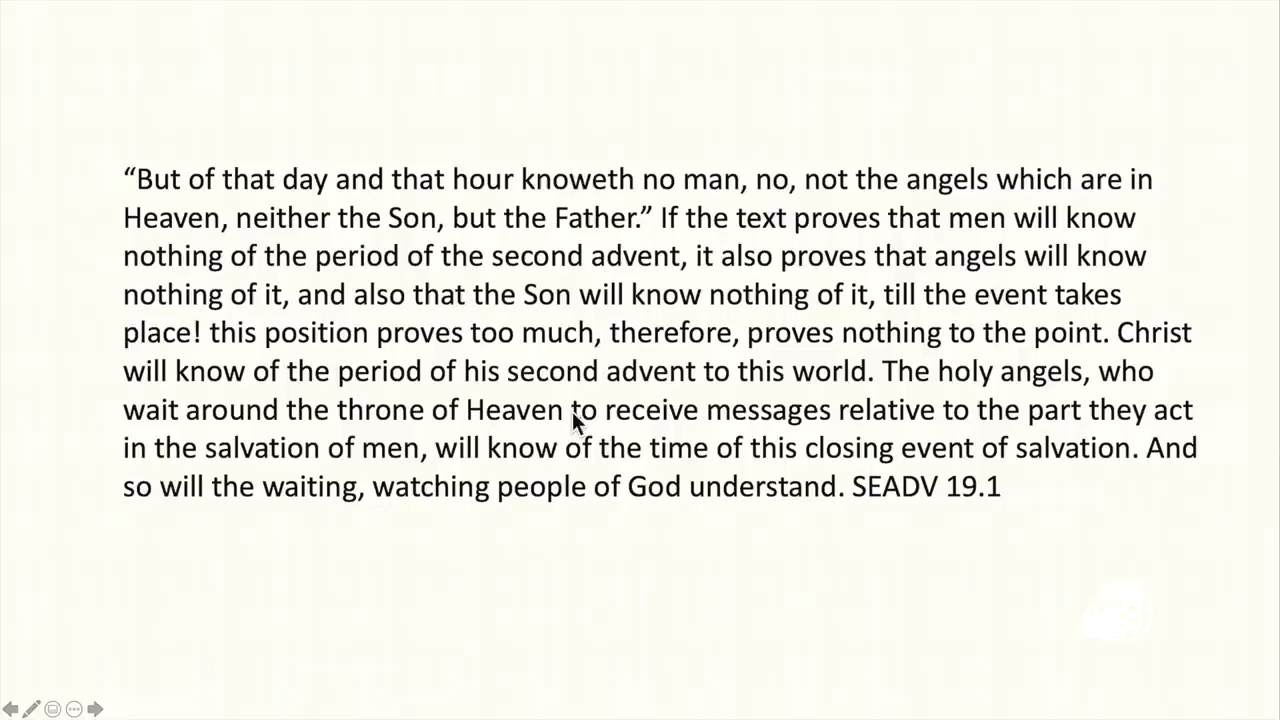 “But of that day and that hour knoweth no man, no, not the angels which are in
Heaven, neither the Son, but the Father.” If the text proves that men will know
nothing of the period of the second advent, it also proves that angels will know
nothing of it, and also that the Son will know nothing of it, till the event takes
place! this position proves too much, therefore, proves nothing to the point. Christ
will know of the period of his second advent to this world. The holy angels, who
wait around the throne of Heaven to receive messages relative to the part they act
in the salvation of men, will know of the time of this closing event of salvation. And
so will the waiting, watching people of God understand. SEADV 19.1